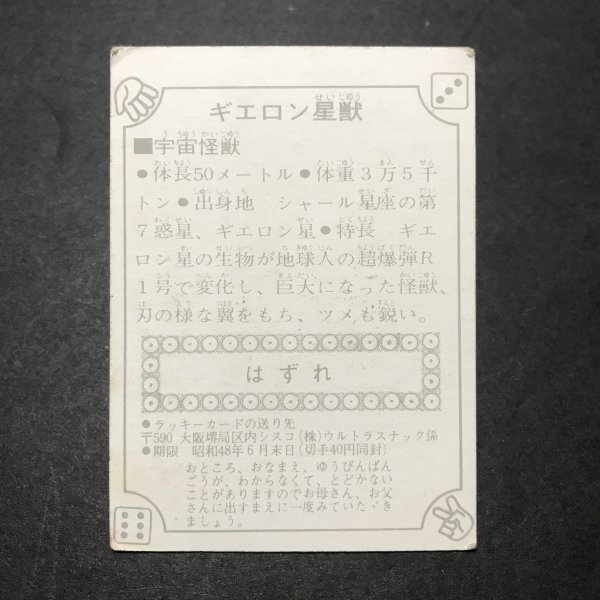 ギエロン星獣
■宇宙怪獣
●体長50メートル●体重3万5千
トン●出身地 シャール星座の第
7惑星、ギエロン星●特長 ギエ
ロン星の生物が地球人の超爆弾R
1号で変化し、巨大になった怪獣、
刃の様な翼をもち、ツメも鋭い。
はずれ
●ラッキーカードの送り先
〒590 大阪堺局区内シスコ(株)ウルトラスナック係
●期限 昭和48年6月末日(切手40円同封)
おところ、おなまえ、ゆうびんばん
ごうが、わからなくて、とどかない
ことがありますのでお母さん、お父
さんに出すまえに一度みていたゞき
ましょう。